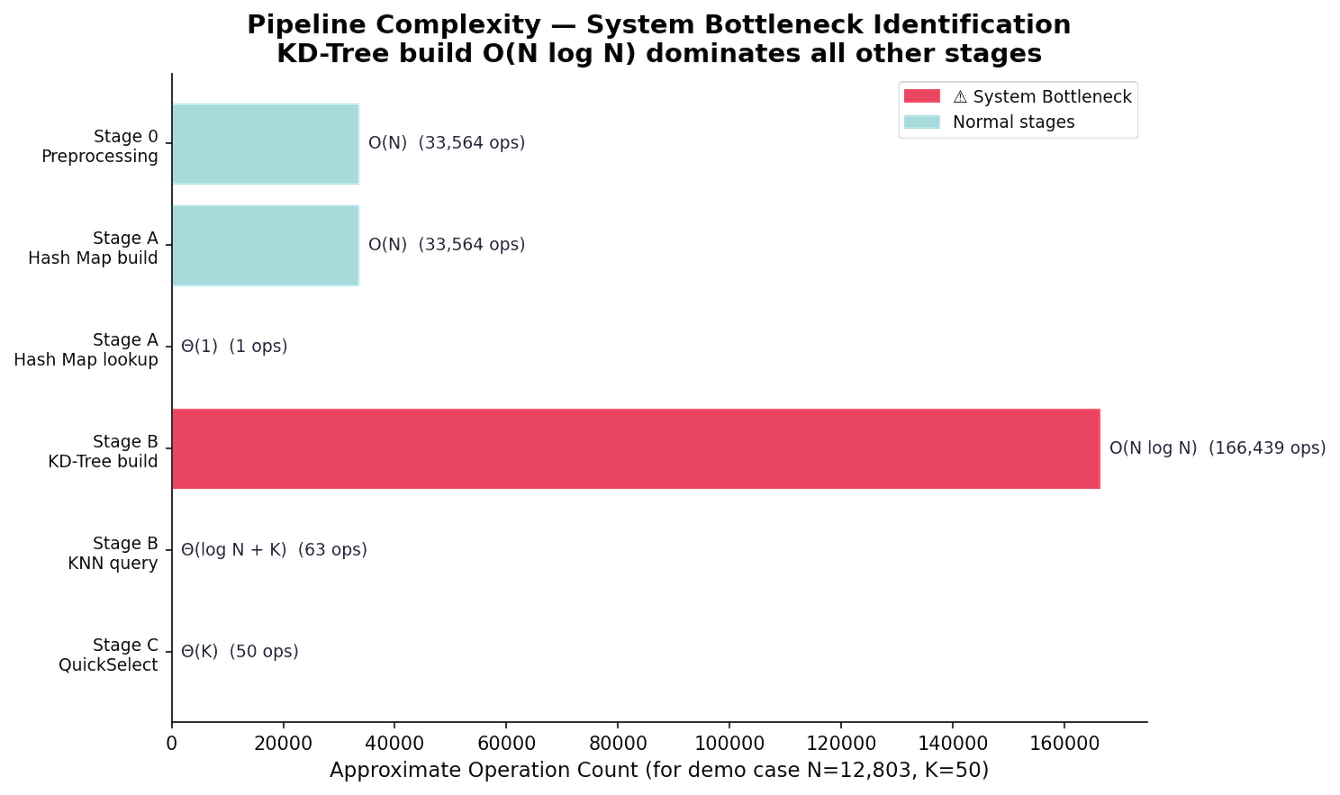 Pipeline Complexity — System Bottleneck Identification
KD-Tree build O(N log N) dominates all other stages
⚠ System Bottleneck
Normal stages
Stage 0
Preprocessing
O(N)  (33,564 ops)
Stage A
Hash Map build
O(N)  (33,564 ops)
Stage A
Hash Map lookup
Θ(1)  (1 ops)
Stage B
KD-Tree build
O(N log N)  (166,439 ops)
Stage B
KNN query
Θ(log N + K)  (63 ops)
Stage C
QuickSelect
Θ(K)  (50 ops)
0 20000 40000 60000 80000 100000 120000 140000 160000
Approximate Operation Count (for demo case N=12,803, K=50)